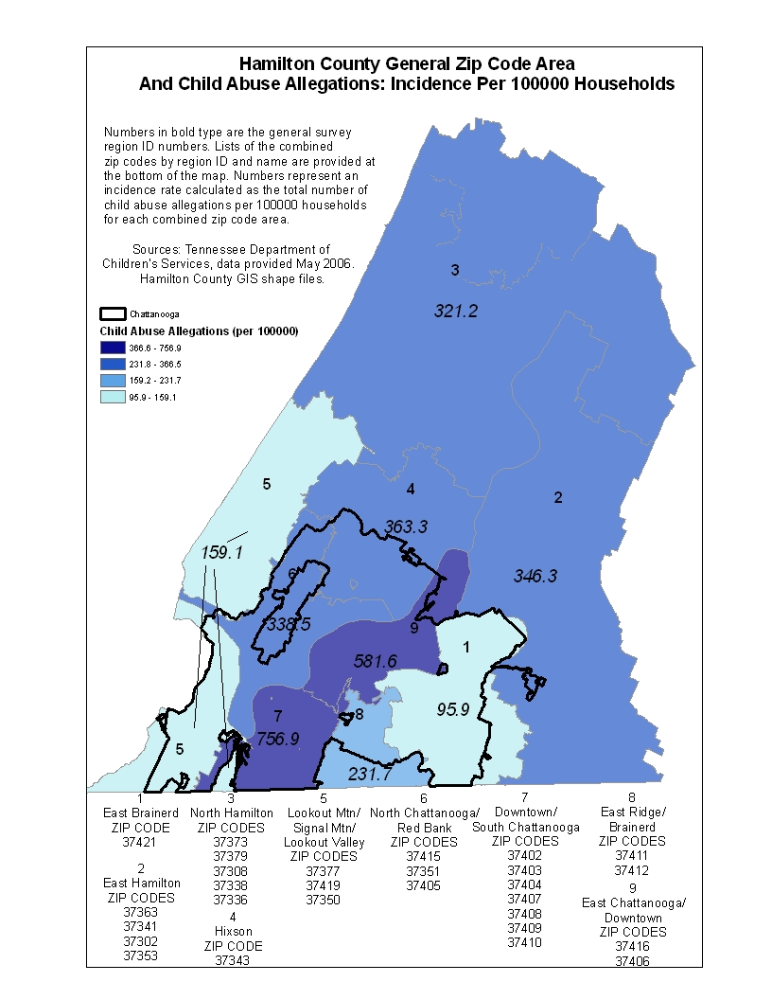 Hamilton County General Zip Code Area
And Child Abuse Allegations: Incidence Per 100000 Households
Numbers in bold type are the general survey
region ID numbers. Lists of the combined
zip codes by region ID and name are provided at
the bottom of the map. Numbers represent an
incidence rate calculated as the total number of
child abuse allegations per 100000 households
for each combined zip code area.
Sources: Tennessee Department of
Children's Services, data provided May 2006.
Hamilton County GIS shape files.
Chattanooga
Child Abuse Allegations (per 100000)
366.6 - 756.9
231.8 - 366.5
159.2 - 231.7
95.9 - 159.1
3
321.2
5
4
2
363.3
159.1
6
346.3
338.5
9
1
581.6
7
8
95.9
756.9
5
231.7
1
East Brainerd
ZIP CODE
37421
2
East Hamilton
ZIP CODES
37363
37341
37302
37353
3
North Hamilton
ZIP CODES
37373
37379
37308
37338
37336
4
Hixson
ZIP CODE
37343
5
Lookout Mtn/
Signal Mtn/
Lookout Valley
ZIP CODES
37377
37419
37350
6
North Chattanooga/
Red Bank
ZIP CODES
37415
37351
37405
7
Downtown/
South Chattanooga
ZIP CODES
37402
37403
37404
37407
37408
37409
37410
8
East Ridge/
Brainerd
ZIP CODES
37411
37412
9
East Chattanooga/
Downtown
ZIP CODES
37416
37406